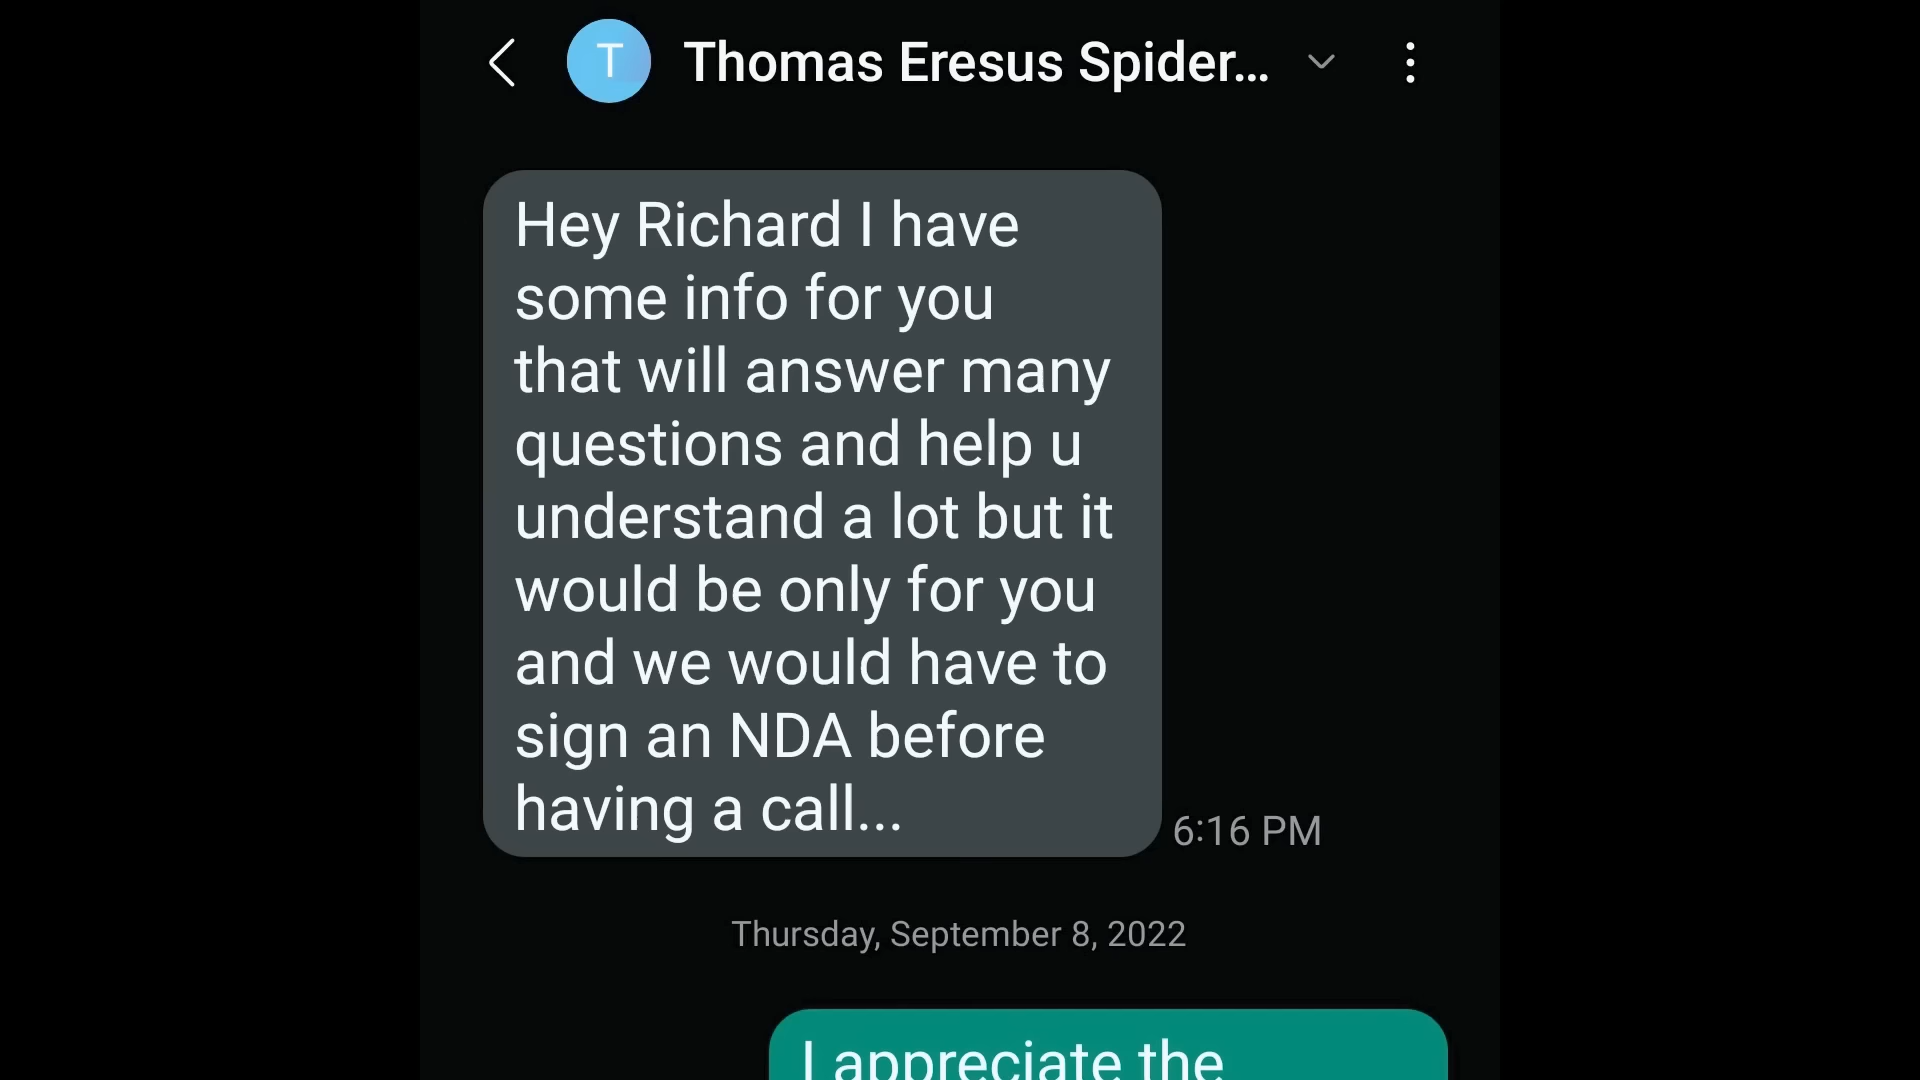 T
Thomas Eresus Spider...
Hey Richard I have
some info for you
that will answer many
questions and help u
understand a lot but it
would be only for you
and we would have to
sign an NDA before
having a call...
6:16 PM
Thursday, September 8, 2022
I appreciate the